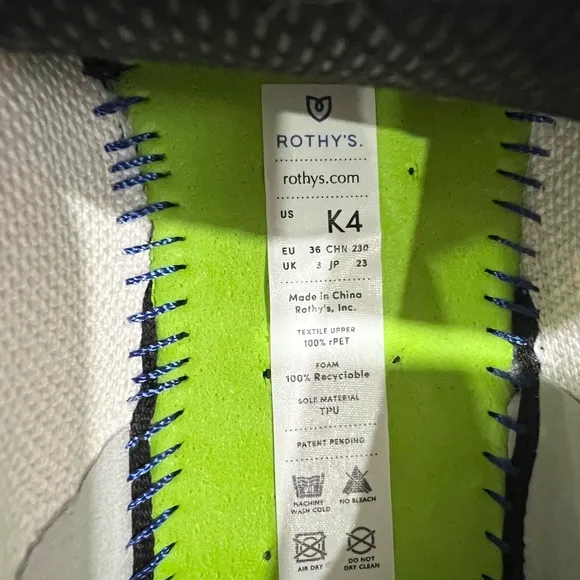 ROTHY'S.
rothys.com
US K4
EU 36 CHN 230
UK 3 JP 23
Made in China
Rothy's, Inc.
TEXTILE UPPER
100% rPET
FOAM
100% Recyclable
SOLE MATERIAL
TPU
PATENT PENDING
MACHINE WASH COLD
NO BLEACH
AIR DRY
DO NOT DRY CLEAN